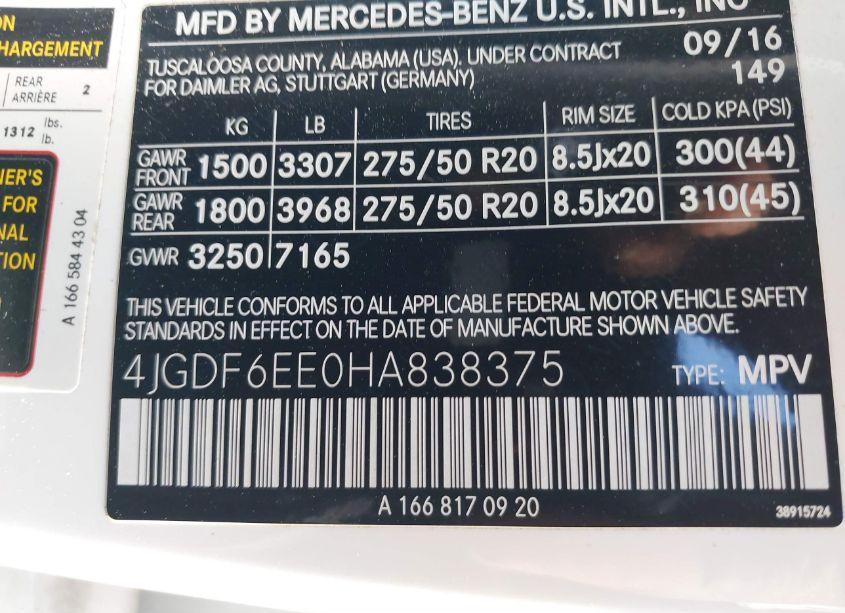 ON
HARGEMENT
REAR
ARRIÈRE 2
1312 lbs.
lb.
NER'S
FOR
NAL
TION
A 166 584 43 04
MFD BY MERCEDES-BENZ U.S. INTL., INC
TUSCALOOSA COUNTY, ALABAMA (USA). UNDER CONTRACT
FOR DAIMLER AG, STUTTGART (GERMANY)
09/16
149
KG LB TIRES RIM SIZE COLD KPA (PSI)
GAWR FRONT 1500 3307 275/50 R20 8.5Jx20 300(44)
GAWR REAR 1800 3968 275/50 R20 8.5Jx20 310(45)
GVWR 3250 7165
THIS VEHICLE CONFORMS TO ALL APPLICABLE FEDERAL MOTOR VEHICLE SAFETY
STANDARDS IN EFFECT ON THE DATE OF MANUFACTURE SHOWN ABOVE.
4JGDF6EE0HA838375 TYPE: MPV
A 166 817 09 20
38915724